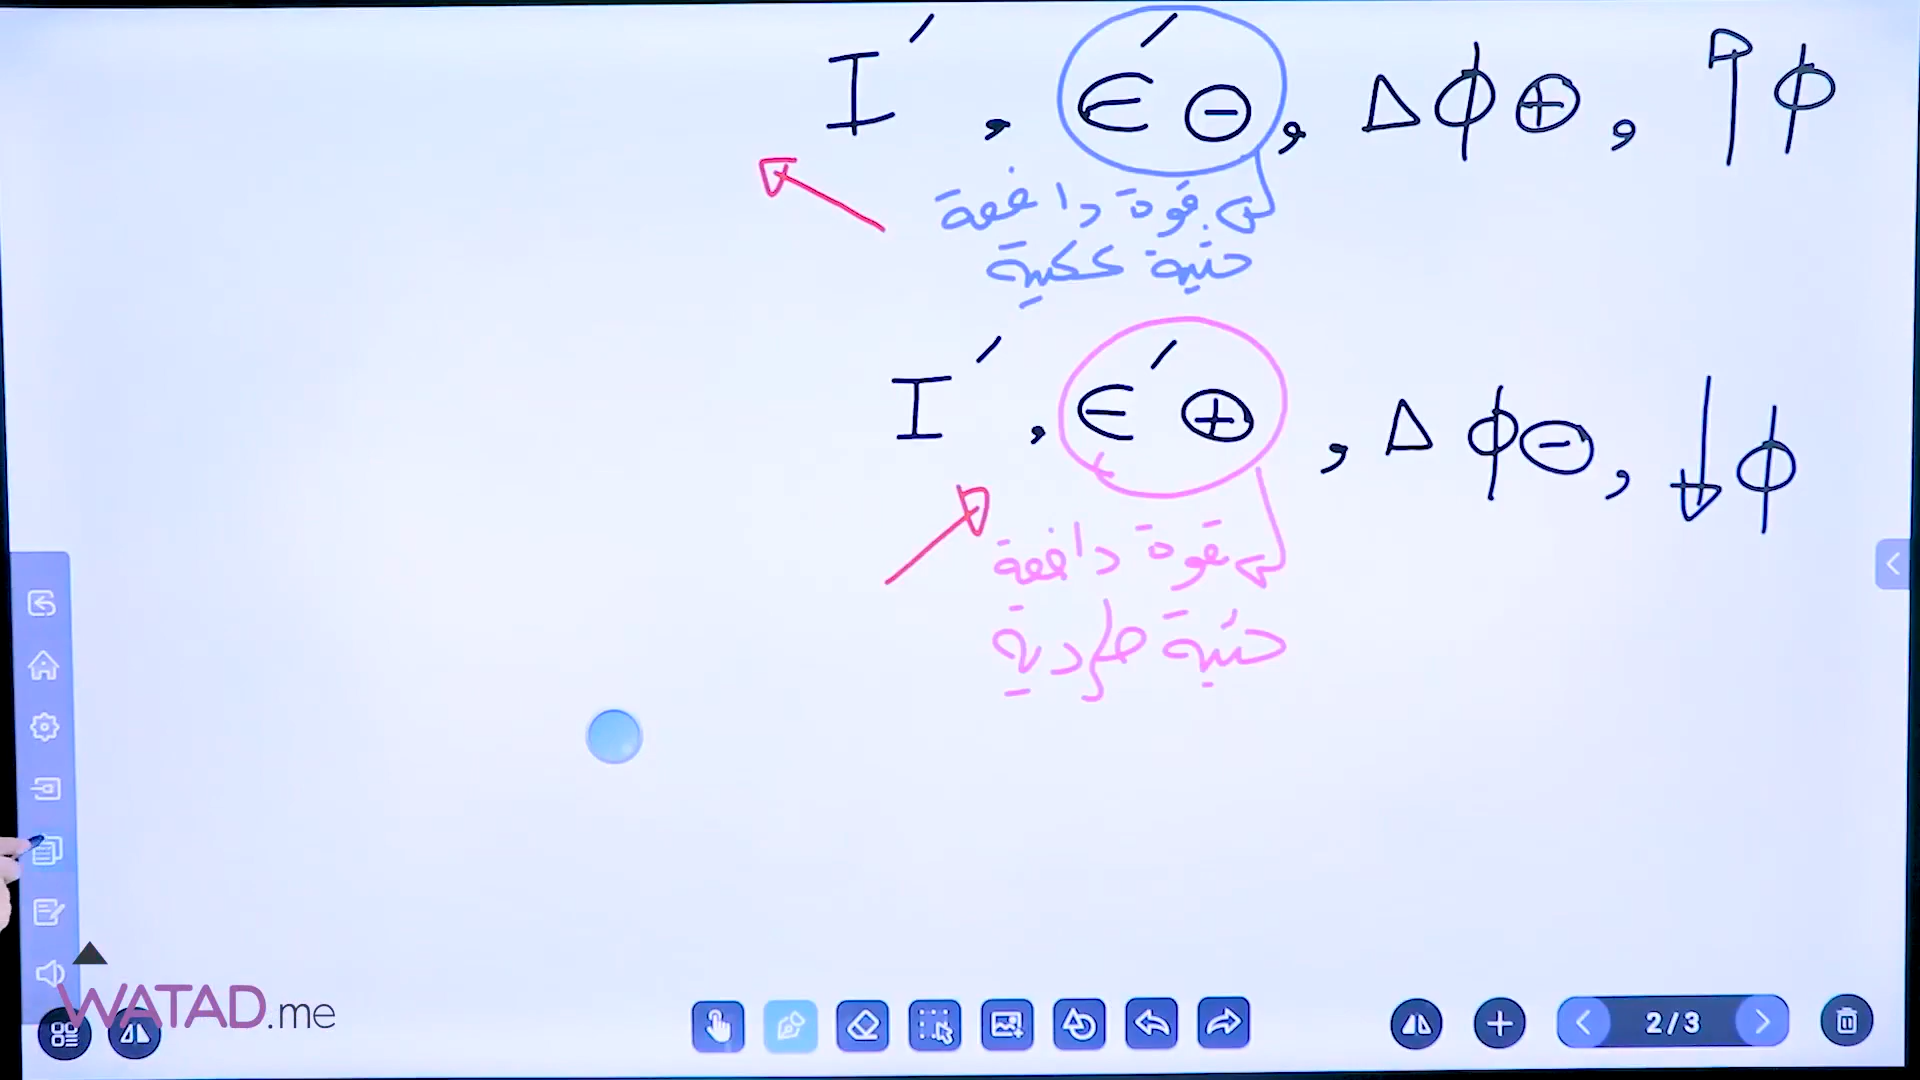 ↑ϕ , Δϕ ⊕ , ε′ ⊖ , I′
قوة دافعة
حثية عكسية
↓ϕ , Δϕ ⊖ , ε′ ⊕ , I′
قوة دافعة
حثية طردية
WATAD.me
2/3